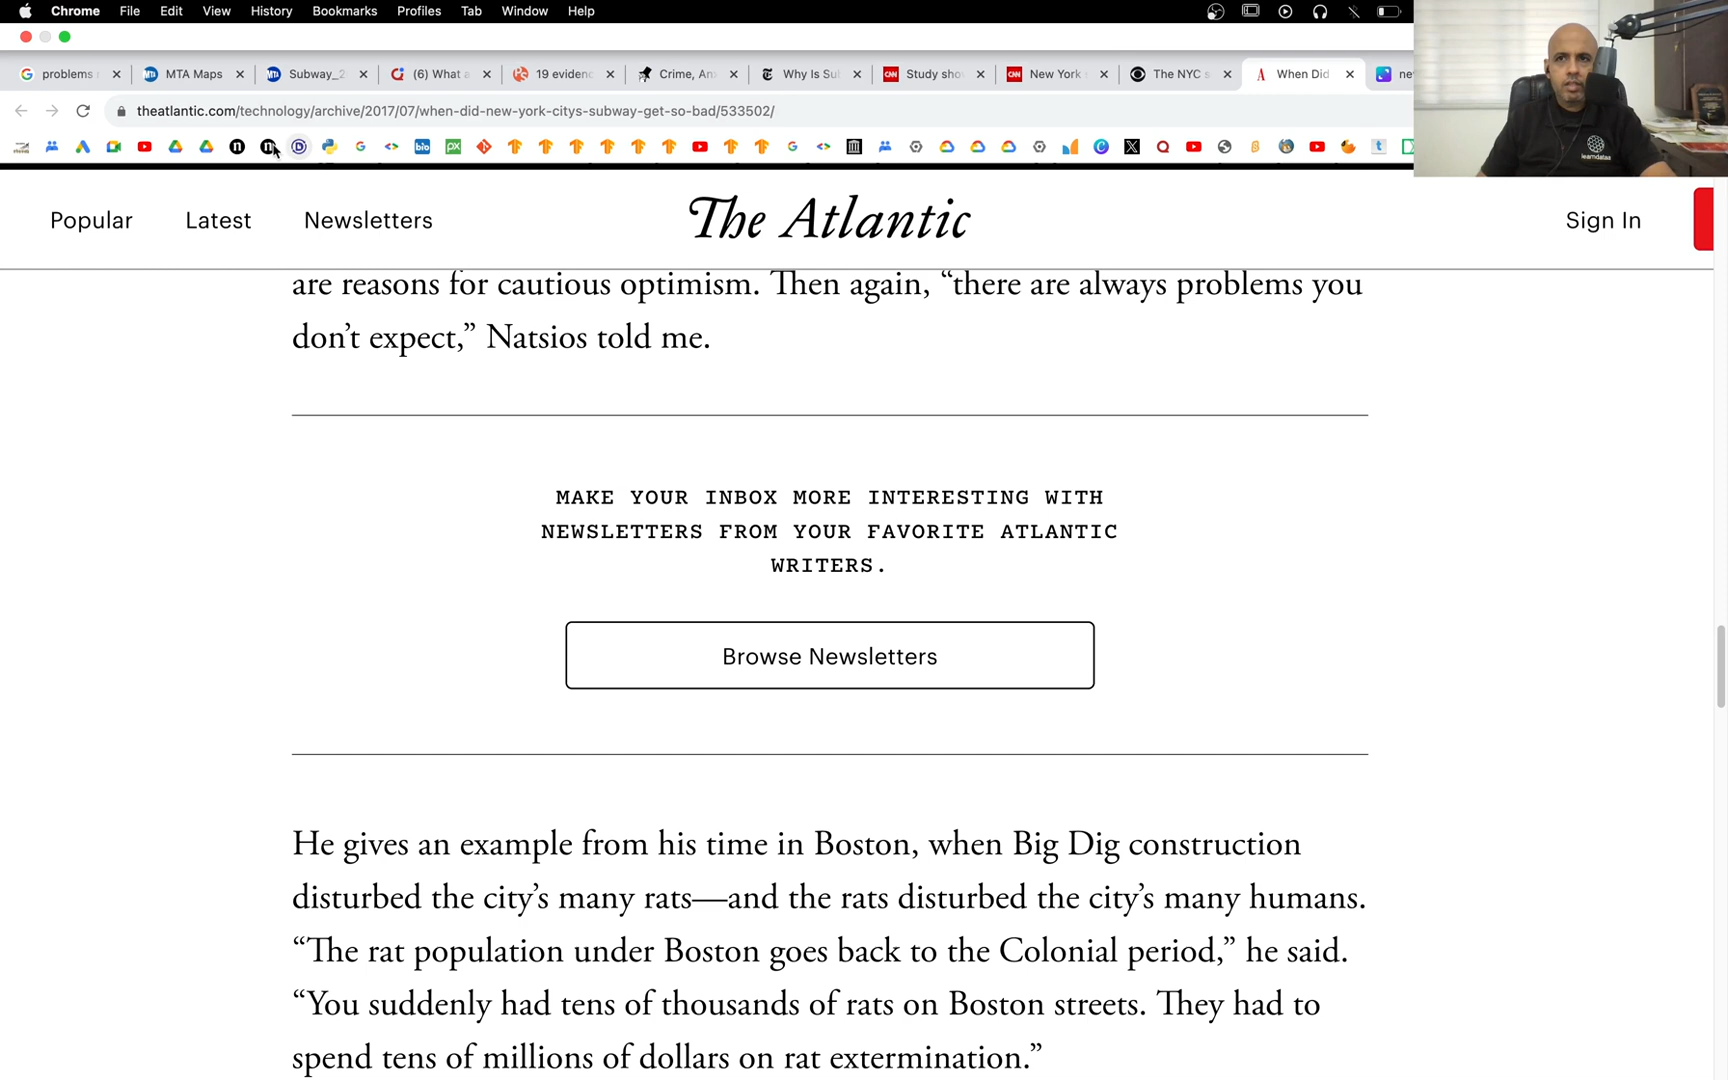 Chrome File Edit View History Bookmarks Profiles Tab Window Help
problems MTA Maps Subway_2 (6) What a 19 eviden Crime, An Why Is Su Study sho New York The NYC s When Did ne
theatlantic.com/technology/archive/2017/07/when-did-new-york-citys-subway-get-so-bad/533502/
Popular Latest Newsletters The Atlantic Sign In
are reasons for cautious optimism. Then again, “there are always problems you
don’t expect,” Natsios told me.
MAKE YOUR INBOX MORE INTERESTING WITH
NEWSLETTERS FROM YOUR FAVORITE ATLANTIC
WRITERS.
Browse Newsletters
He gives an example from his time in Boston, when Big Dig construction
disturbed the city’s many rats—and the rats disturbed the city’s many humans.
“The rat population under Boston goes back to the Colonial period,” he said.
“You suddenly had tens of thousands of rats on Boston streets. They had to
spend tens of millions of dollars on rat extermination.”